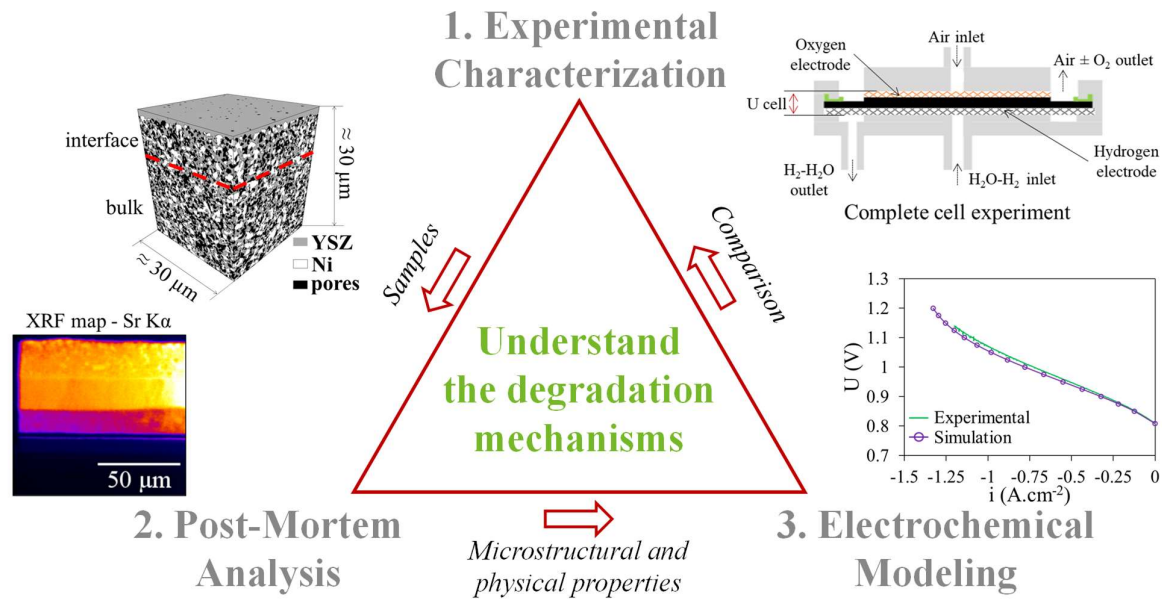 1. Experimental
Characterization
interface
bulk
≈ 30 μm
≈ 30 μm
YSZ
Ni
pores
XRF map - Sr Kα
50 μm
Air inlet
Oxygen
electrode
Air ± O₂ outlet
U cell
Hydrogen
electrode
H₂-H₂O
outlet
H₂O-H₂ inlet
Complete cell experiment
Samples
Comparison
Understand
the degradation
mechanisms
1.3
1.2
1.1
1
0.9
0.8
0.7
U (V)
Experimental
Simulation
-1.5 -1.25 -1 -0.75 -0.5 -0.25 0
i (A.cm⁻²)
2. Post-Mortem
Analysis
Microstructural and
physical properties
3. Electrochemical
Modeling